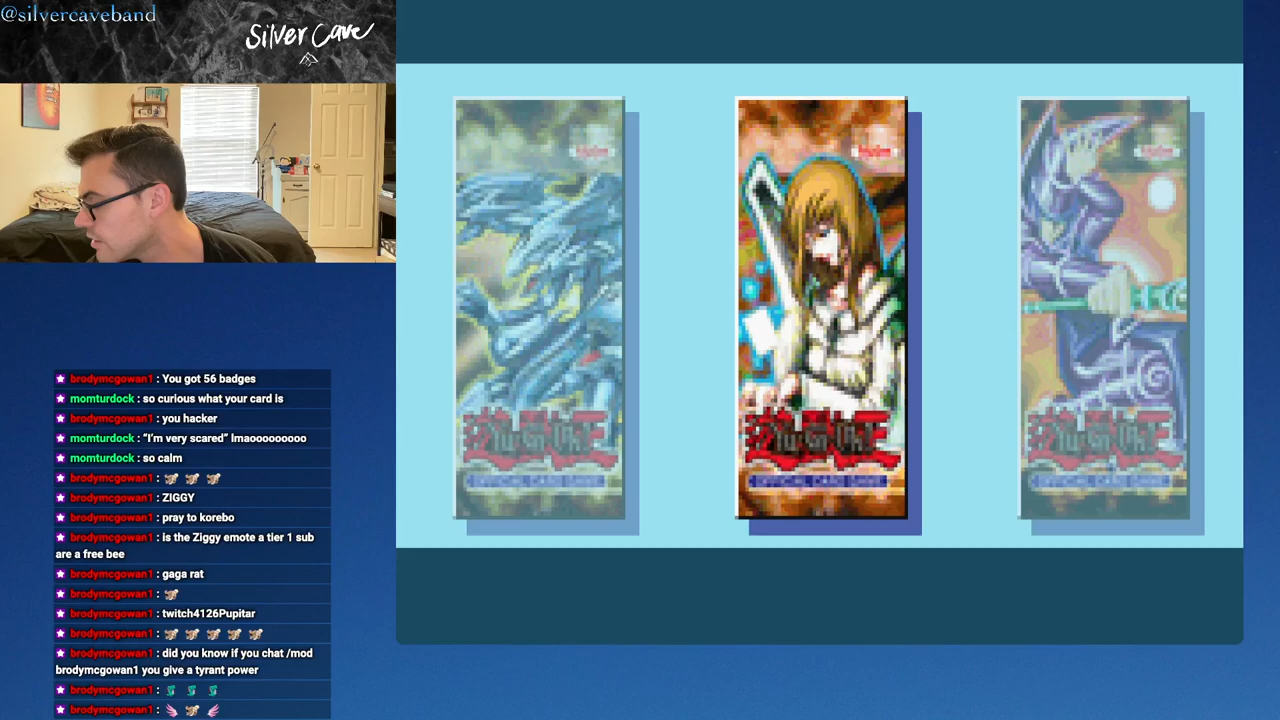 @silvercaveband
Silver Cave
brodymcgowan1 : You got 56 badges
momturdock : so curious what your card is
brodymcgowan1 : you hacker
momturdock : “I’m very scared” lmaooooooooo
momturdock : so calm
brodymcgowan1 :
brodymcgowan1 : ZIGGY
brodymcgowan1 : pray to korebo
brodymcgowan1 : is the Ziggy emote a tier 1 sub
are a free bee
brodymcgowan1 : gaga rat
brodymcgowan1 :
brodymcgowan1 : twitch4126Pupitar
brodymcgowan1 :
brodymcgowan1 : did you know if you chat /mod
brodymcgowan1 you give a tyrant power
brodymcgowan1 :
brodymcgowan1 :
Yu-Gi-Oh!
Yu-Gi-Oh!
Yu-Gi-Oh!